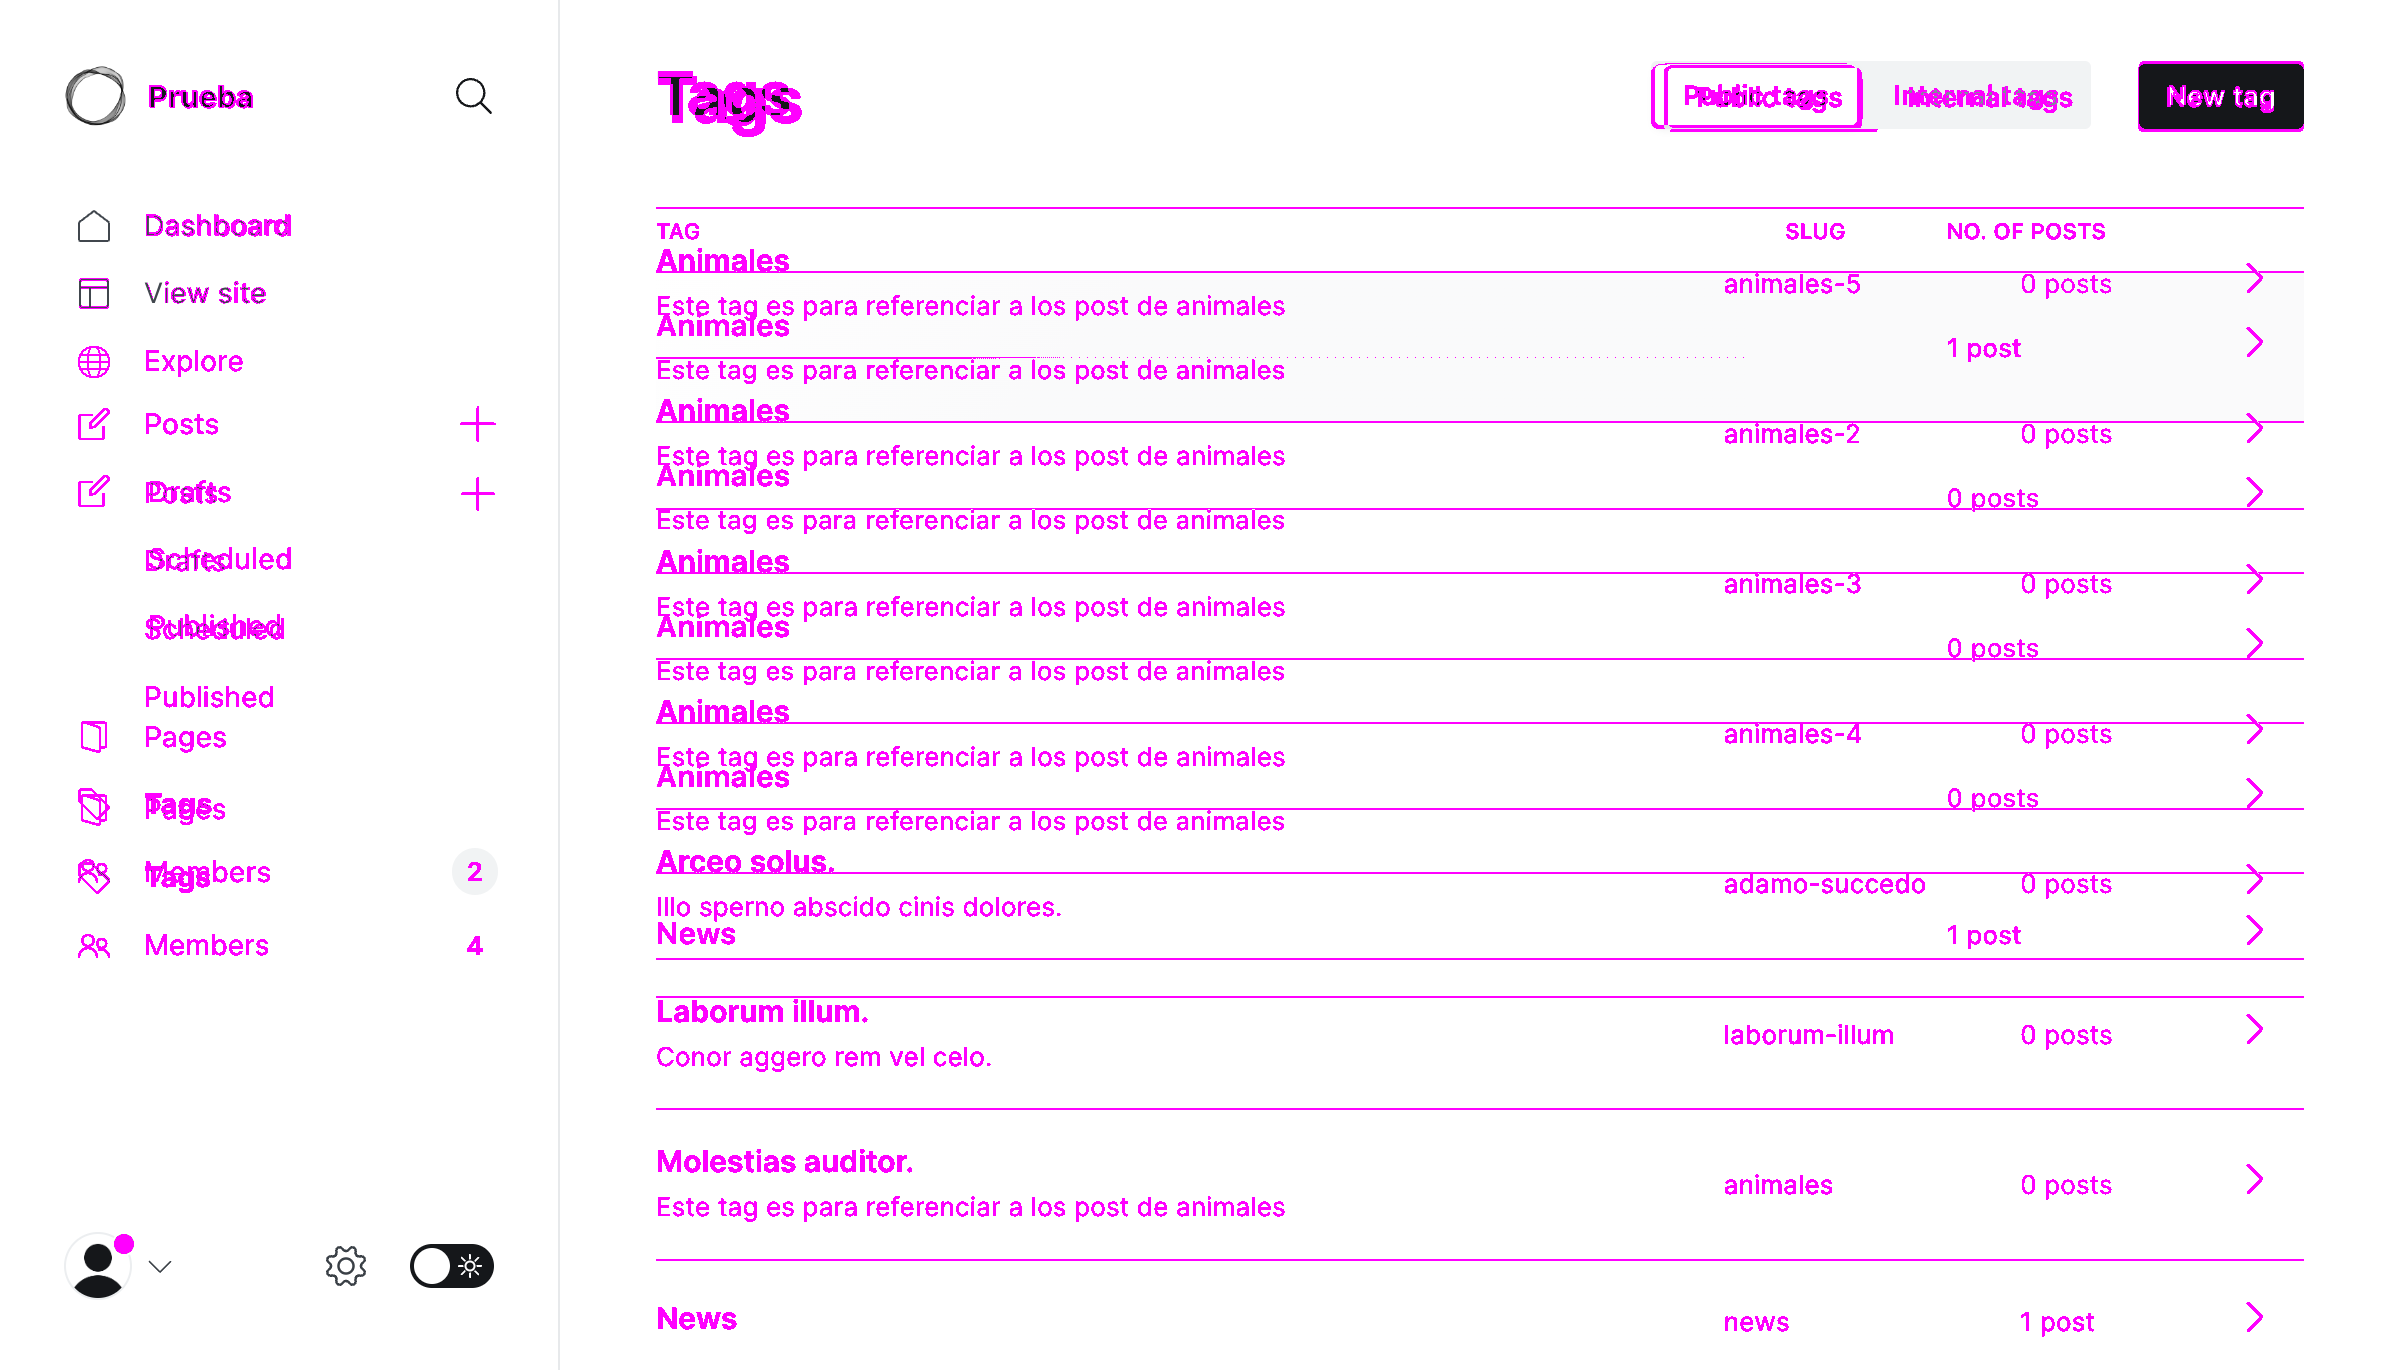 Prueba
Dashboard
View site
Explore
Posts
Drafts
Posts
Scheduled
Drafts
Published
Scheduled
Published
Pages
Tags
Pages
Members
2
Tags
Members
4
Tags
Public tags
Internal tags
New tag
TAG
SLUG
NO. OF POSTS
Animales
animales-5
0 posts
Este tag es para referenciar a los post de animales
Animales
1 post
Este tag es para referenciar a los post de animales
Animales
animales-2
0 posts
Este tag es para referenciar a los post de animales
Animales
0 posts
Este tag es para referenciar a los post de animales
Animales
animales-3
0 posts
Este tag es para referenciar a los post de animales
Animales
0 posts
Este tag es para referenciar a los post de animales
Animales
animales-4
0 posts
Este tag es para referenciar a los post de animales
Animales
0 posts
Este tag es para referenciar a los post de animales
Arceo solus.
adamo-succedo
0 posts
Illo sperno abscido cinis dolores.
News
1 post
Laborum illum.
laborum-illum
0 posts
Conor aggero rem vel celo.
Molestias auditor.
animales
0 posts
Este tag es para referenciar a los post de animales
News
news
1 post